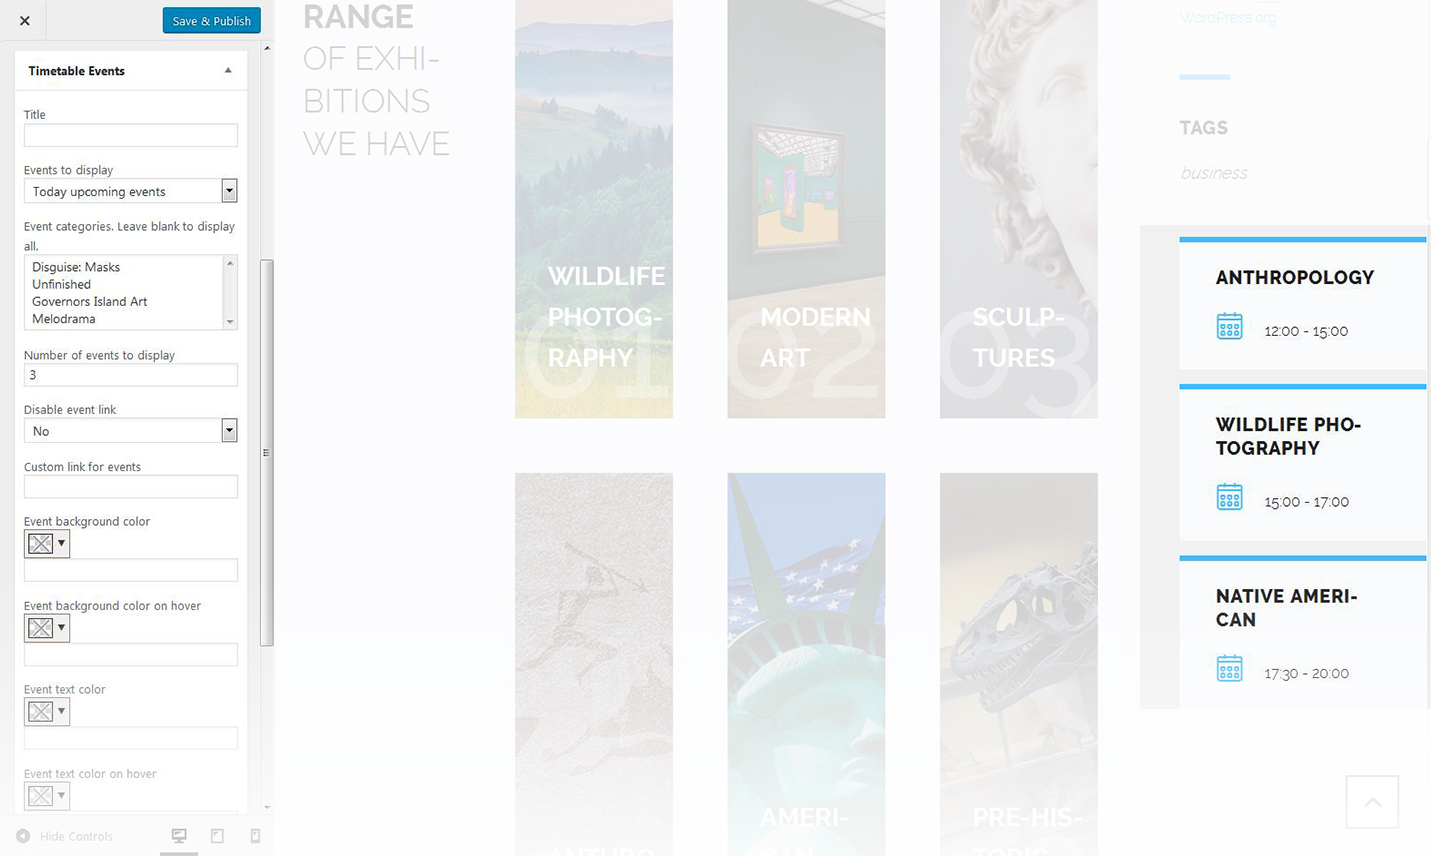 Save & Publish
Timetable Events
Title
Events to display
Today upcoming events
Event categories. Leave blank to display
all.
Disguise: Masks
Unfinished
Governors Island Art
Melodrama
Number of events to display
3
Disable event link
No
Custom link for events
Event background color
Event background color on hover
Event text color
Event text color on hover
Hide Controls
RANGE
OF EXHI-
BITIONS
WE HAVE
WILDLIFE
PHOTOG-
RAPHY
01
MODERN
ART
02
SCULP-
TURES
03
ANTHRO-
AMERI-
CAN
PRE-HIS-
TORIC
WordPress.org
TAGS
business
ANTHROPOLOGY
12:00 - 15:00
WILDLIFE PHO-
TOGRAPHY
15:00 - 17:00
NATIVE AMERI-
CAN
17:30 - 20:00